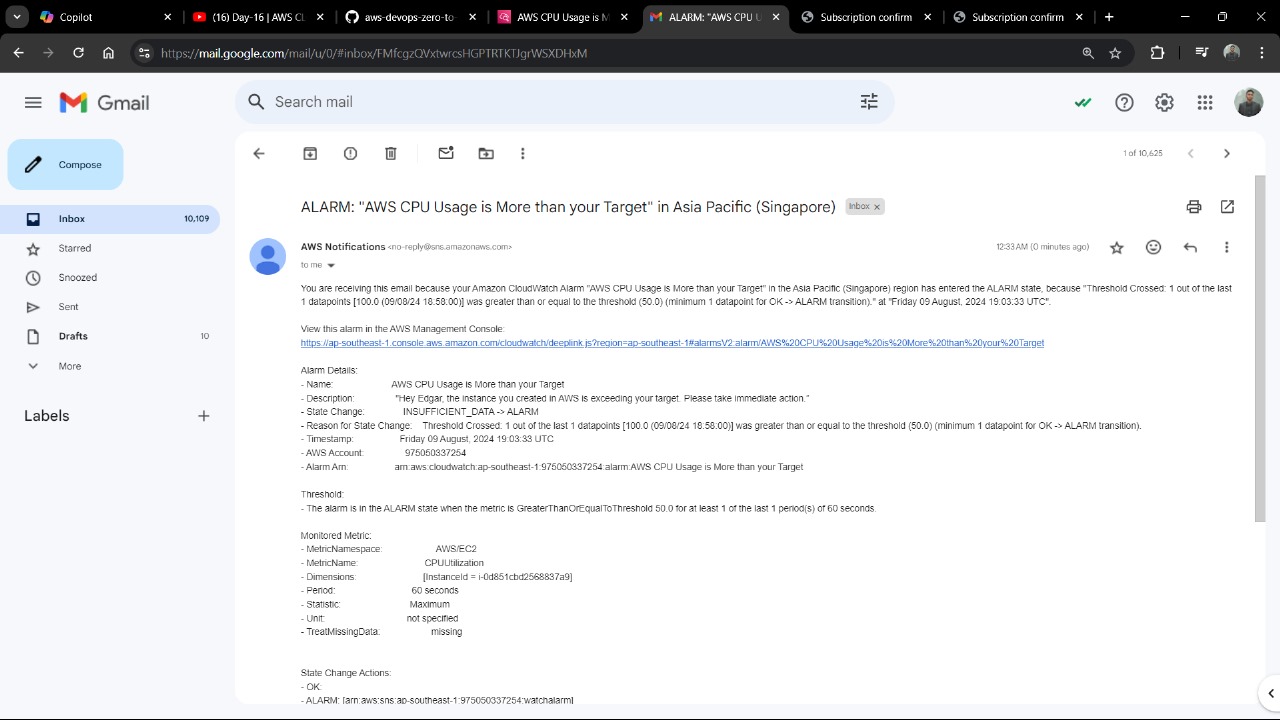 Copilot
(16) Day-16 | AWS Cl
aws-devops-zero-to-
AWS CPU Usage is M
ALARM: "AWS CPU U
Subscription confirm
Subscription confirm
https://mail.google.com/mail/u/0/#inbox/FMfcgzQVxtwrcsHGPTRTKTJgrWSXDHxM
Gmail
Search mail
Compose
1 of 10,625
Inbox 10,109
Starred
Snoozed
Sent
Drafts 10
More
Labels
ALARM: "AWS CPU Usage is More than your Target" in Asia Pacific (Singapore) Inbox x
AWS Notifications <no-reply@sns.amazonaws.com> 12:33 AM (0 minutes ago)
to me
You are receiving this email because your Amazon CloudWatch Alarm "AWS CPU Usage is More than your Target" in the Asia Pacific (Singapore) region has entered the ALARM state, because "Threshold Crossed: 1 out of the last
1 datapoints [100.0 (09/08/24 18:58:00)] was greater than or equal to the threshold (50.0) (minimum 1 datapoint for OK -> ALARM transition)." at "Friday 09 August, 2024 19:03:33 UTC".
View this alarm in the AWS Management Console:
https://ap-southeast-1.console.aws.amazon.com/cloudwatch/deeplink.js?region=ap-southeast-1#alarmsV2:alarm/AWS%20CPU%20Usage%20is%20More%20than%20your%20Target
Alarm Details:
- Name: AWS CPU Usage is More than your Target
- Description: "Hey Edgar, the instance you created in AWS is exceeding your target. Please take immediate action."
- State Change: INSUFFICIENT_DATA -> ALARM
- Reason for State Change: Threshold Crossed: 1 out of the last 1 datapoints [100.0 (09/08/24 18:58:00)] was greater than or equal to the threshold (50.0) (minimum 1 datapoint for OK -> ALARM transition).
- Timestamp: Friday 09 August, 2024 19:03:33 UTC
- AWS Account: 975050337254
- Alarm Arn: arn:aws:cloudwatch:ap-southeast-1:975050337254:alarm:AWS CPU Usage is More than your Target
Threshold:
- The alarm is in the ALARM state when the metric is GreaterThanOrEqualToThreshold 50.0 for at least 1 of the last 1 period(s) of 60 seconds.
Monitored Metric:
- MetricNamespace: AWS/EC2
- MetricName: CPUUtilization
- Dimensions: [InstanceId = i-0d851cbd2568837a9]
- Period: 60 seconds
- Statistic: Maximum
- Unit: not specified
- TreatMissingData: missing
State Change Actions:
- OK:
- ALARM: [arn:aws:sns:ap-southeast-1:975050337254:watchalarm]